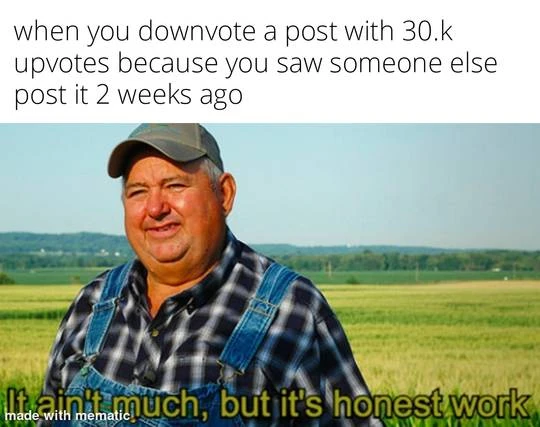 when you downvote a post with 30.k
upvotes because you saw someone else
post it 2 weeks ago
It ain't much, but it's honest work
made with mematic